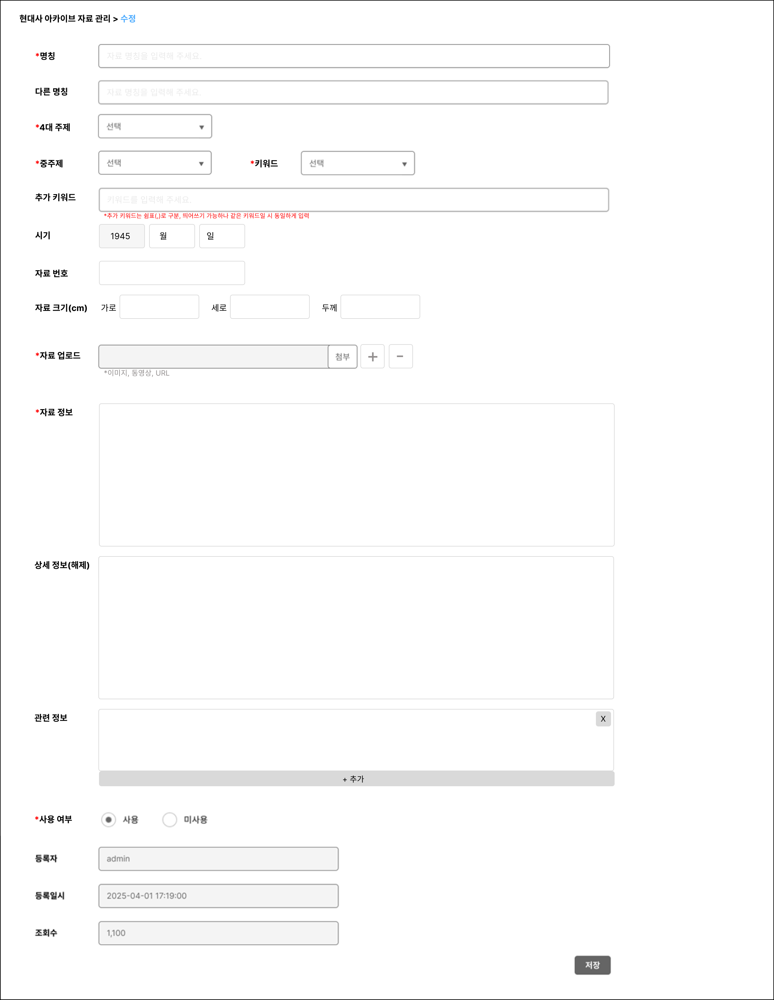 현대사 아카이브 자료 관리 > 수정
*명칭
자료 명칭을 입력해 주세요.
다른 명칭
자료 명칭을 입력해 주세요.
*4대 주제
선택 ▼
*중주제
선택 ▼
*키워드
선택 ▼
추가 키워드
키워드를 입력해 주세요.
*추가 키워드는 쉼표(,)로 구분, 띄어쓰기 가능하나 같은 키워드일 시 동일하게 입력
시기
1945 월 일
자료 번호
자료 크기(cm) 가로 세로 두께
*자료 업로드
첨부 + -
*이미지, 동영상, URL
*자료 정보
상세 정보(해제)
관련 정보
X
+ 추가
*사용 여부
사용 미사용
등록자
admin
등록일시
2025-04-01 17:19:00
조회수
1,100
저장